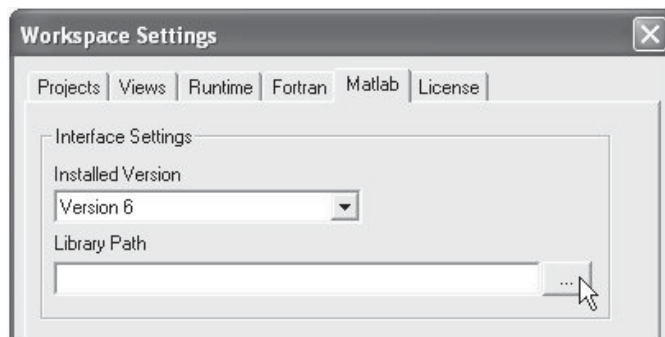 Workspace Settings
Projects Views Runtime Fortran Matlab License
Interface Settings
Installed Version
Version 6
Library Path
...